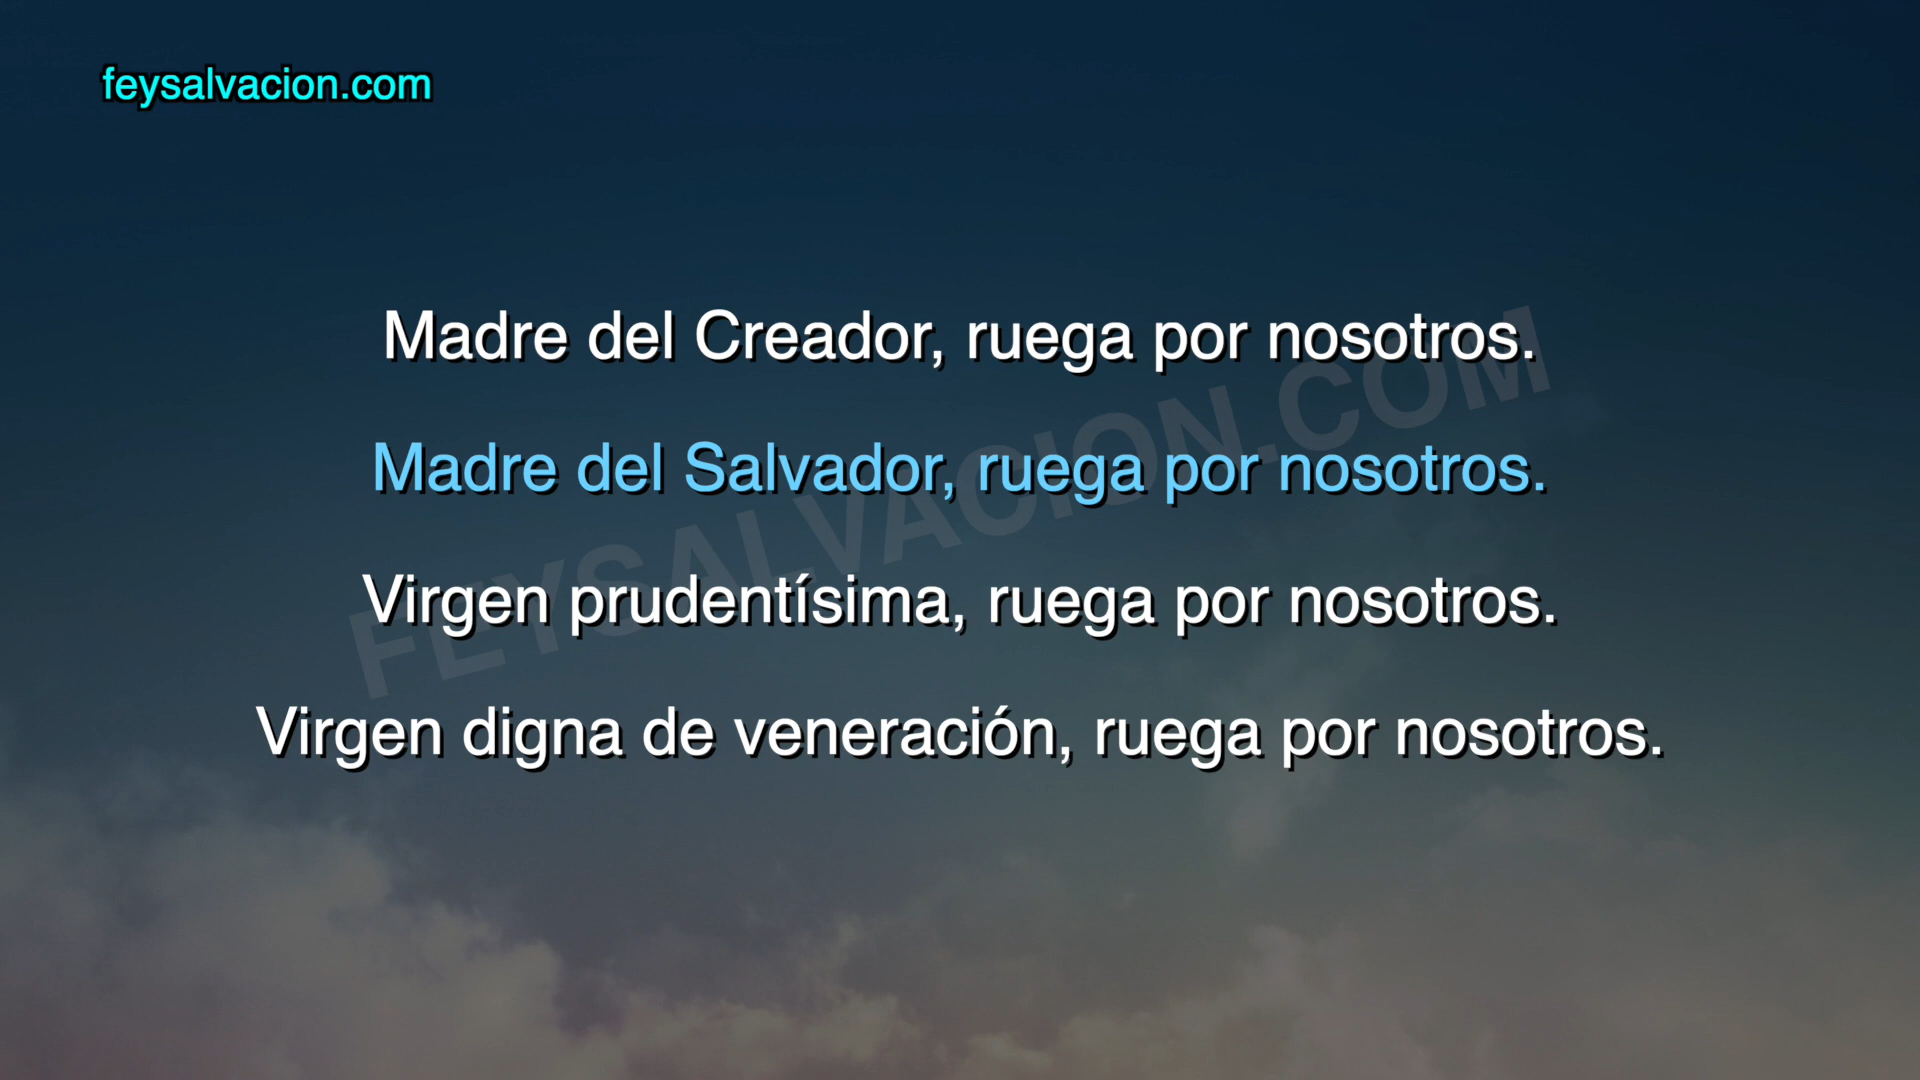 feysalvacion.com
Madre del Creador, ruega por nosotros.
Madre del Salvador, ruega por nosotros.
Virgen prudentísima, ruega por nosotros.
Virgen digna de veneración, ruega por nosotros.
FEYSALVACION.COM